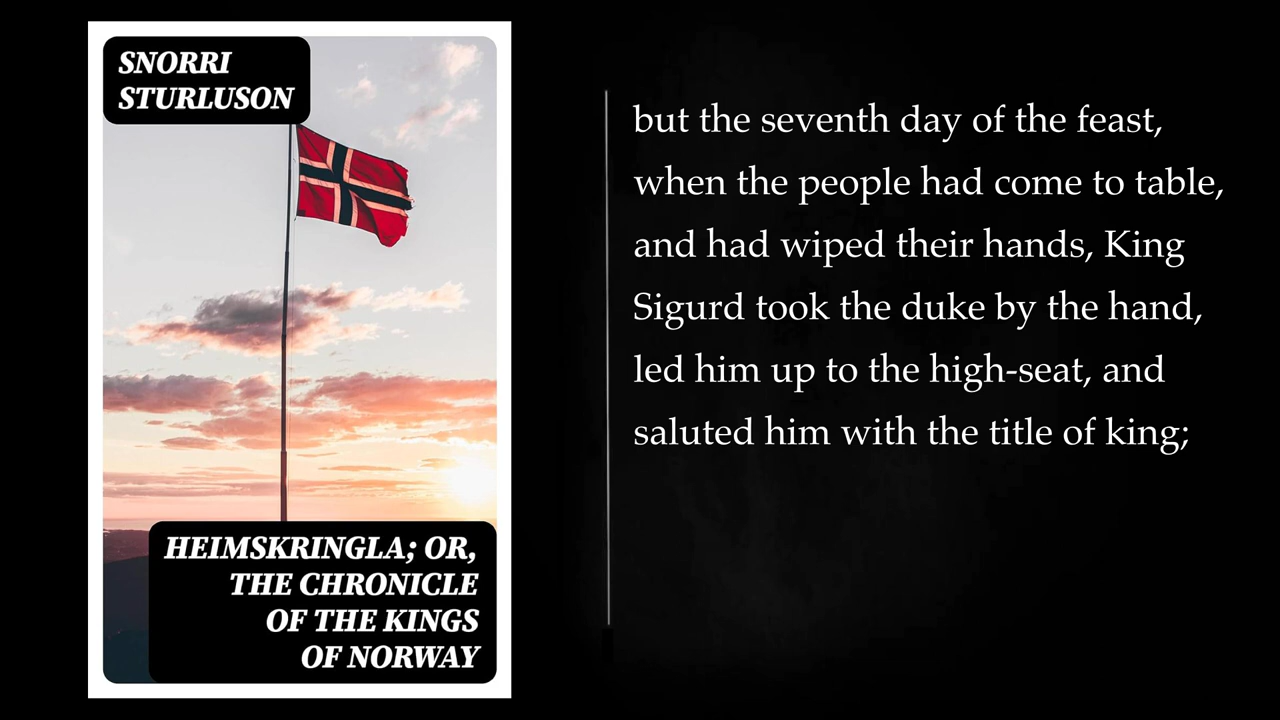 SNORRI
STURLUSON
HEIMSKRINGLA; OR,
THE CHRONICLE
OF THE KINGS
OF NORWAY
but the seventh day of the feast,
when the people had come to table,
and had wiped their hands, King
Sigurd took the duke by the hand,
led him up to the high-seat, and
saluted him with the title of king;